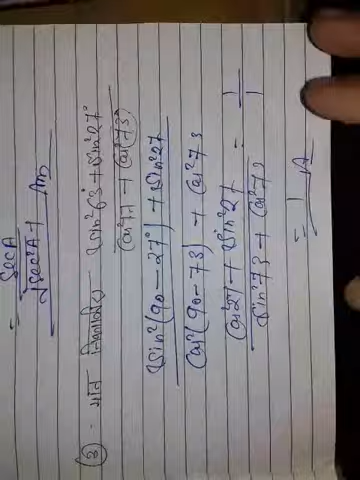 = secA
√sec²A-1 Ans
(3) . मान निकालिए - sin²63°+sin²27°
cos²17+cos²73
sin²(90-27°)+sin²27
cos²(90-73)+cos²73
cos²27+sin²27 = 1
sin²73+cos²73 1
= 1